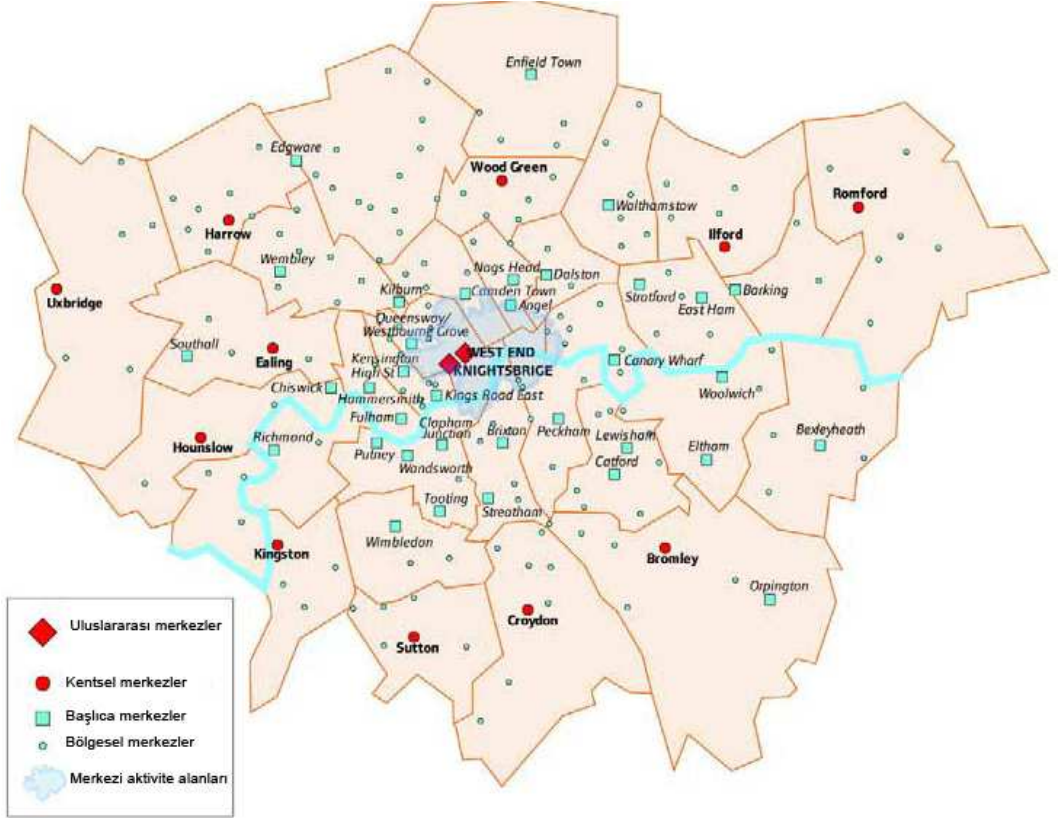 Enfield Town
Edgware
Wood Green
Romford
Walthamstow
Harrow
Ilford
Wembley
Nags Head
Dalston
Uxbridge
Kilburn
Camden Town
Stratford
Barking
Angel
East Ham
Queensway/
Westbourne Grove
Southall
Ealing
Kensington
High St
WEST END
KNIGHTSBRIGE
Canary Wharf
Chiswick
Hammersmith
Kings Road East
Woolwich
Fulham
Clapham
Junction
Brixton
Peckham
Lewisham
Bexleyheath
Hounslow
Richmond
Putney
Wandsworth
Catford
Eltham
Tooting
Streatham
Wimbledon
Kingston
Bromley
Orpington
Croydon
Sutton
Uluslararası merkezler
Kentsel merkezler
Başlıca merkezler
Bölgesel merkezler
Merkezi aktivite alanları